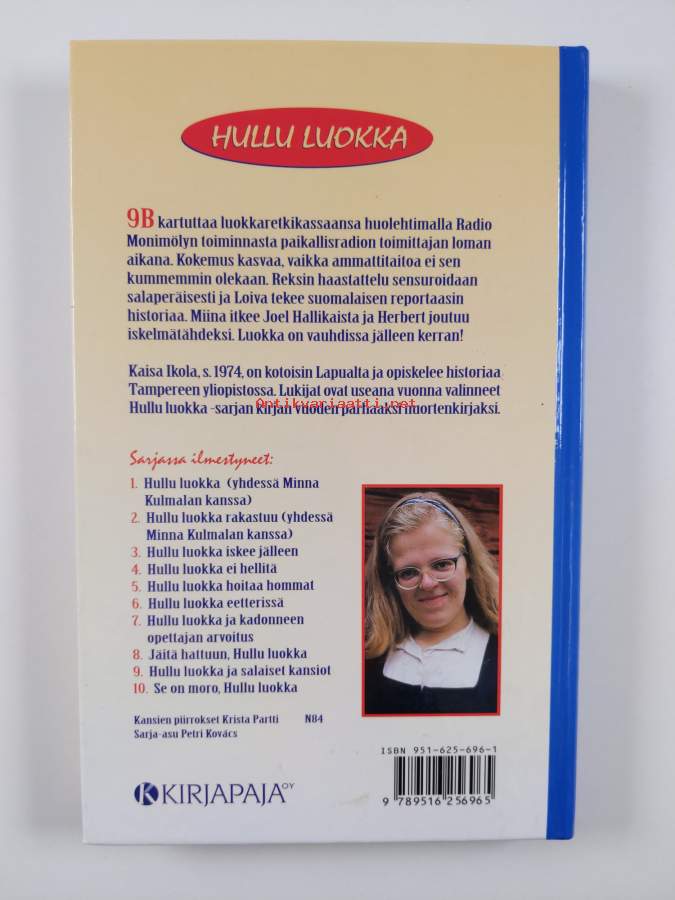 HULLU LUOKKA
9B kartuttaa luokkaretkikassaansa huolehtimalla Radio
Monimölyn toiminnasta paikallisradion toimittajan loman
aikana. Kokemus kasvaa, vaikka ammattitaitoa ei sen
kummemmin olekaan. Reksin haastattelu sensuroidaan
salaperäisesti ja Loiva tekee suomalaisen reportaasin
historiaa. Miina itkee Joel Hallikaista ja Herbert joutuu
iskelmätähdeksi. Luokka on vauhdissa jälleen kerran!
Kaisa Ikola, s. 1974, on kotoisin Lapualta ja opiskelee historiaa
Tampereen yliopistossa. Lukijat ovat useana vuonna valinneet
Antikvariaatti.net
Hullu luokka -sarjan kirjan vuoden parhaaksi nuortenkirjaksi.
Sarjassa ilmestyneet:
1. Hullu luokka (yhdessä Minna
Kulmalan kanssa)
2. Hullu luokka rakastuu (yhdessä
Minna Kulmalan kanssa)
3. Hullu luokka iskee jälleen
4. Hullu luokka ei hellitä
5. Hullu luokka hoitaa hommat
6. Hullu luokka eetterissä
7. Hullu luokka ja kadonneen
opettajan arvoitus
8. Jäitä hattuun, Hullu luokka
9. Hullu luokka ja salaiset kansiot
10. Se on moro, Hullu luokka
Kansien piirrokset Krista Partti N84
Sarja-asu Petri Kovács
KIRJAPAJA OY
ISBN 951-625-696-1
9 789516 256965